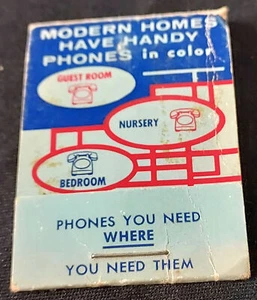 MODERN HOMES
HAVE HANDY
PHONES in color
GUEST ROOM
NURSERY
BEDROOM
PHONES YOU NEED
WHERE
YOU NEED THEM